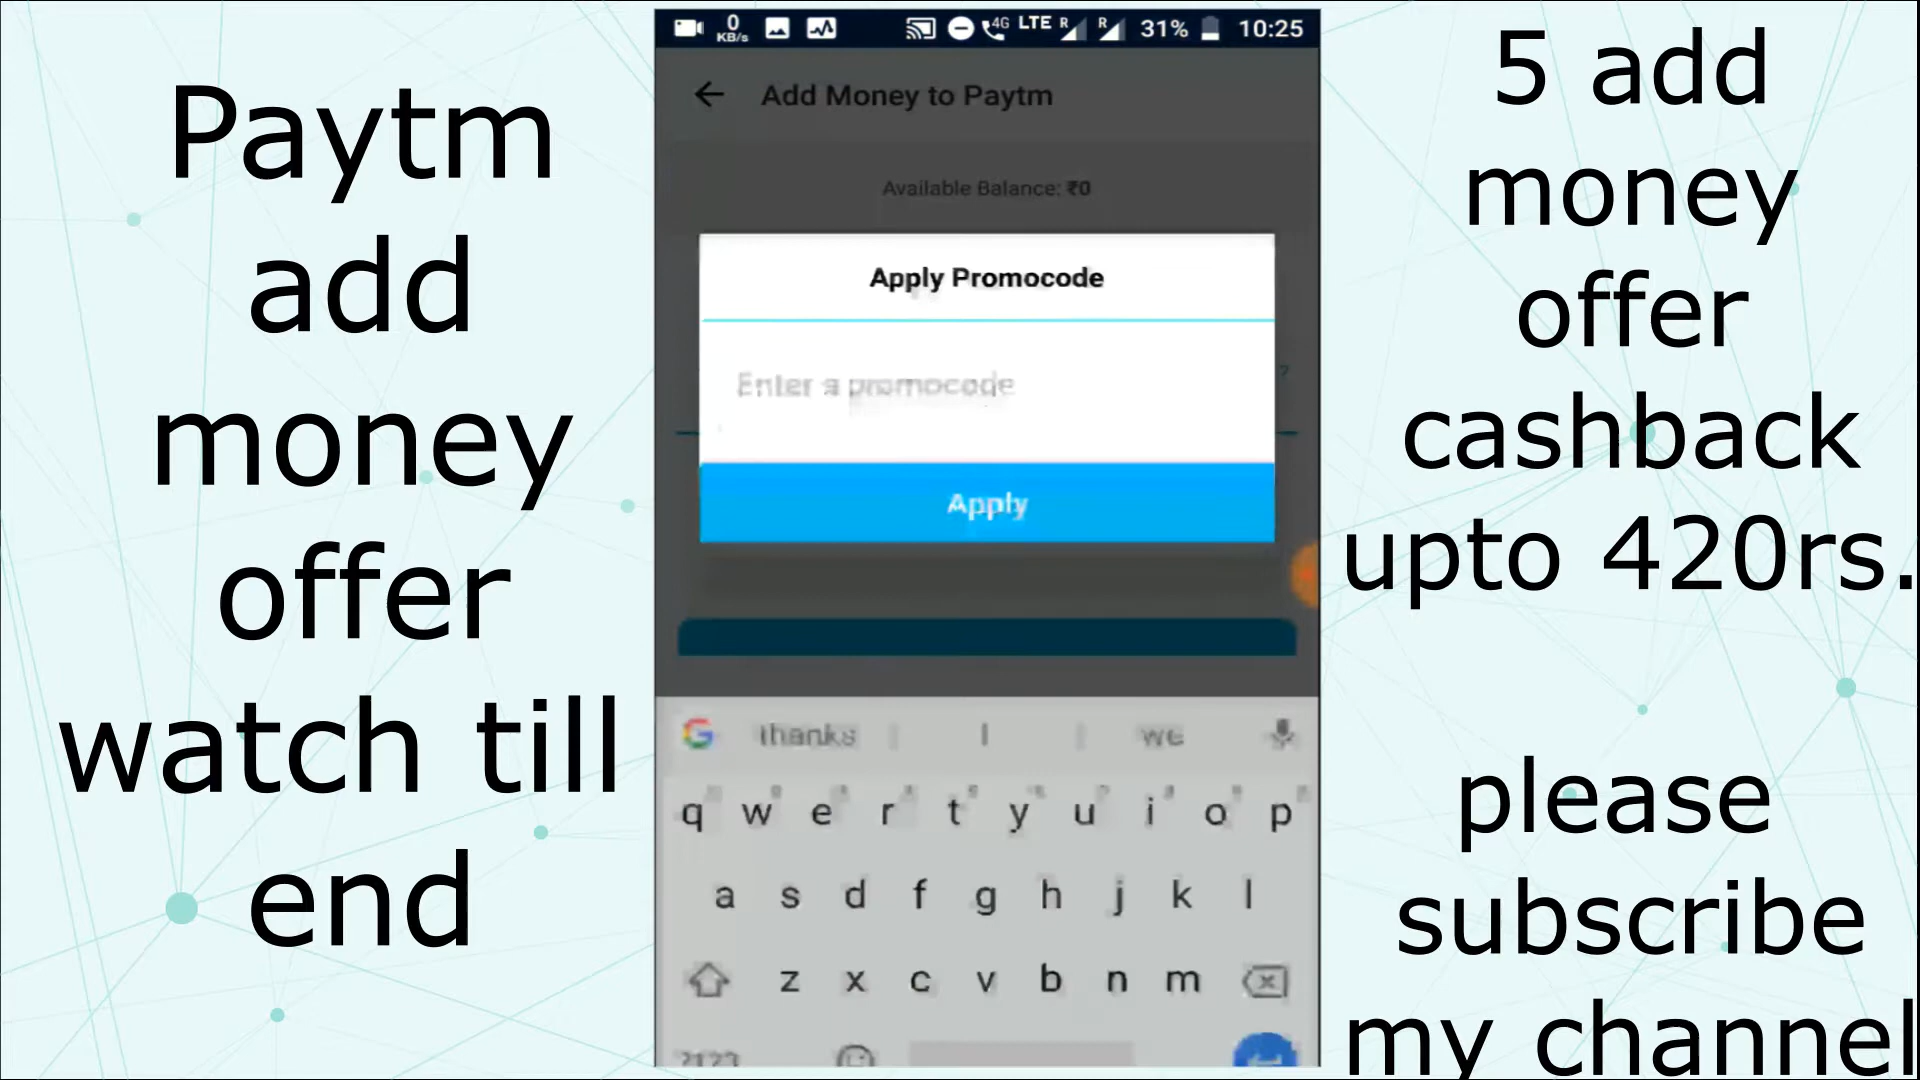 Paytm
add
money
offer
watch till
end
0
KB/s
4G LTE R R 31% 10:25
Add Money to Paytm
Available Balance: ₹0
Apply Promocode
Enter a promocode
?
Apply
thanks I we
q w e r t y u i o p
a s d f g h j k l
z x c v b n m
?123
5 add
money
offer
cashback
upto 420rs.
please
subscribe
my channel